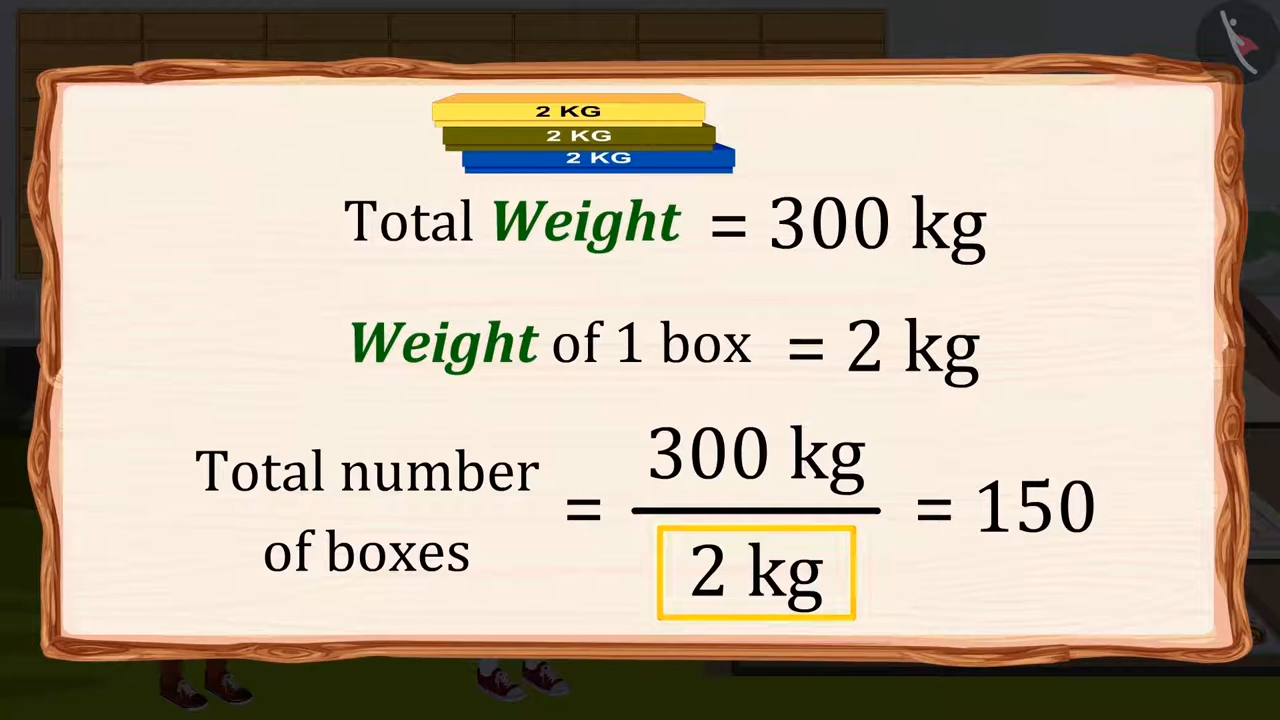 2 KG
2 KG
2 KG
Total Weight = 300 kg
Weight of 1 box = 2 kg
Total number of boxes = 300 kg / 2 kg = 150